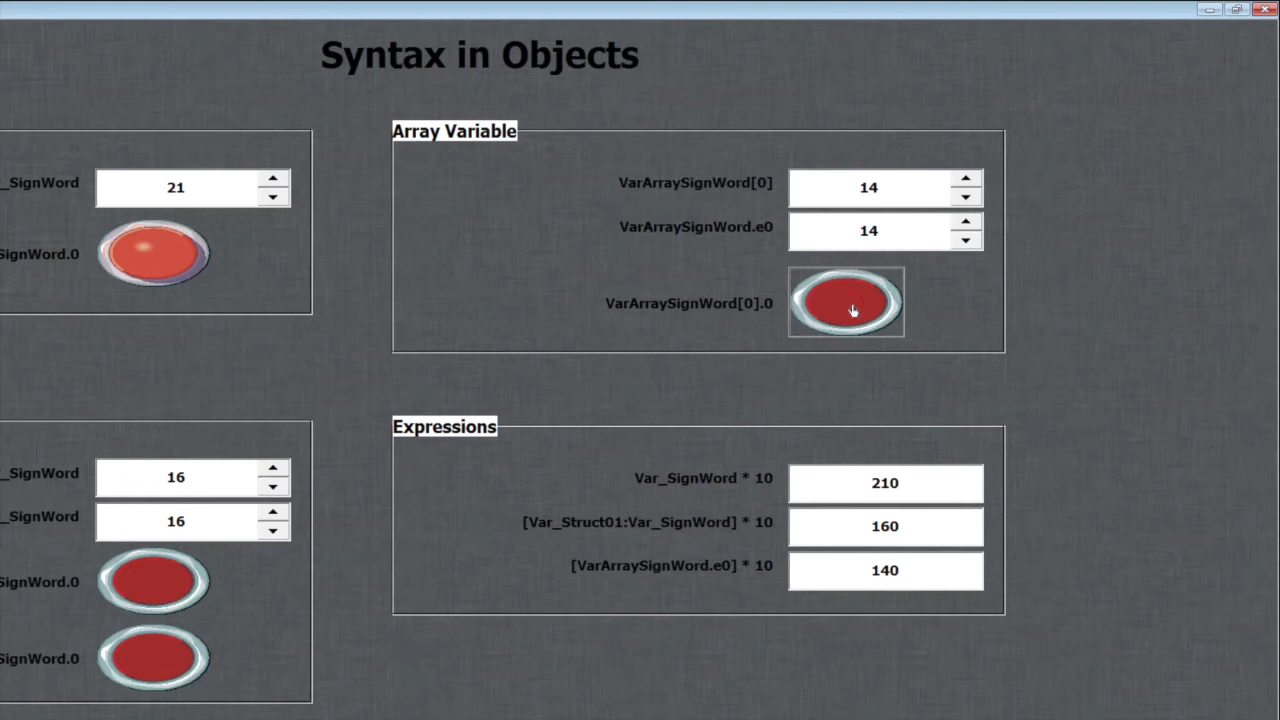 Syntax in Objects
_SignWord 21
SignWord.0
Array Variable
VarArraySignWord[0] 14
VarArraySignWord.e0 14
VarArraySignWord[0].0
_SignWord 16
_SignWord 16
SignWord.0
SignWord.0
Expressions
Var_SignWord * 10 210
[Var_Struct01:Var_SignWord] * 10 160
[VarArraySignWord.e0] * 10 140